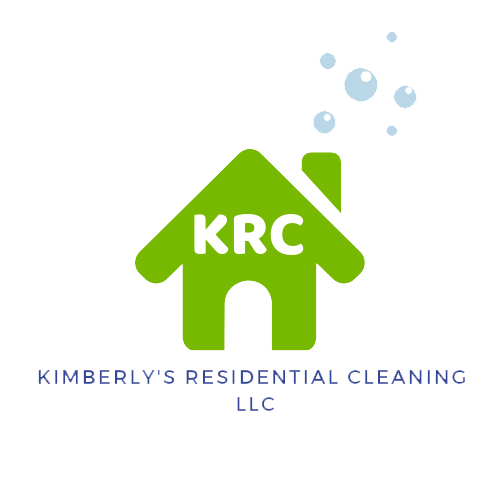 KRC
KIMBERLY'S RESIDENTIAL CLEANING
LLC